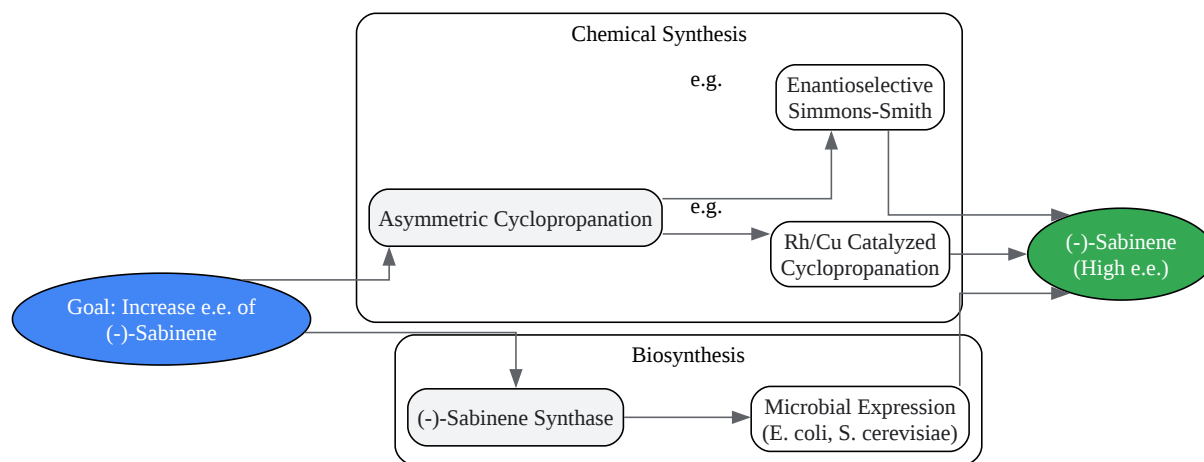 Chemical Synthesis
e.g.
Enantioselective
Simmons-Smith
Asymmetric Cyclopropanation
e.g.
Rh/Cu Catalyzed
Cyclopropanation
(-)-Sabinene
(High e.e.)
Goal: Increase e.e. of
(-)-Sabinene
Biosynthesis
(-)-Sabinene Synthase
Microbial Expression
(E. coli, S. cerevisiae)